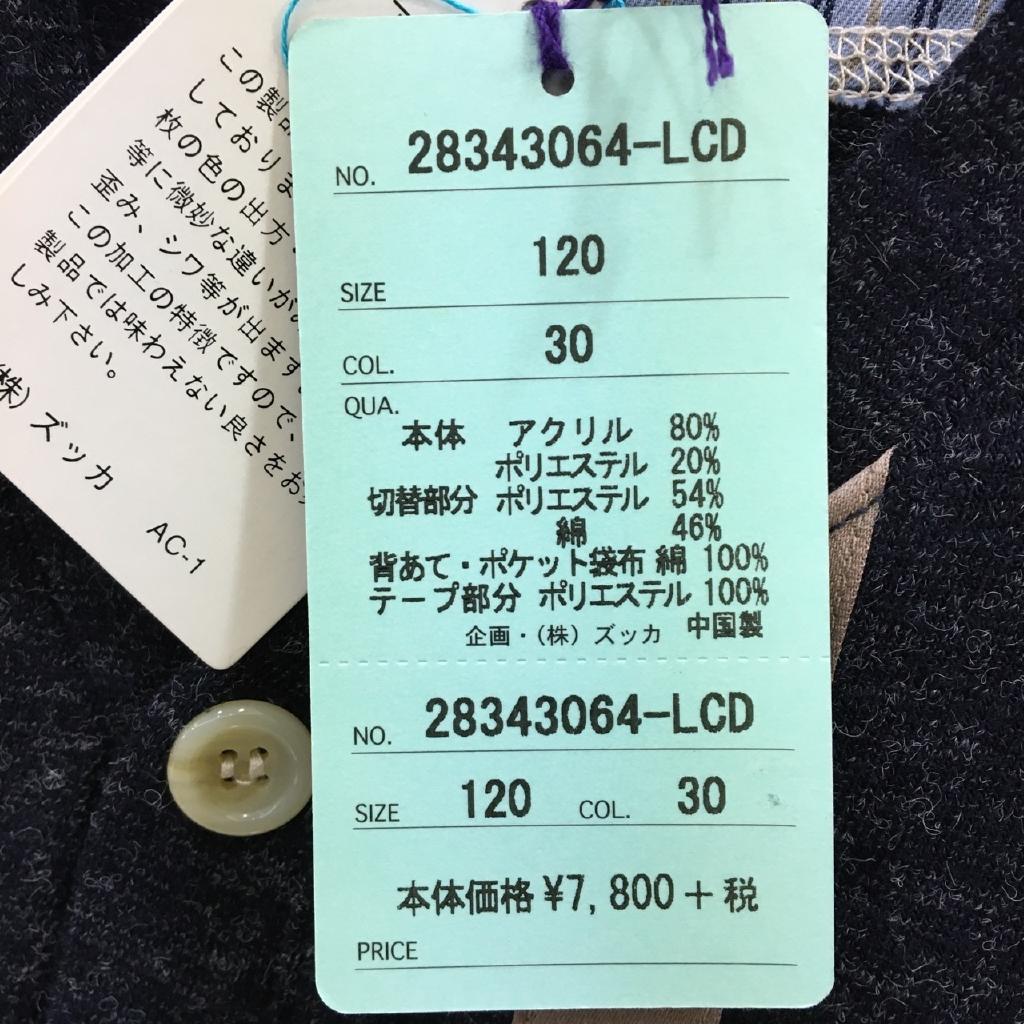 この製品
しており
枚の色の出方
等に微妙な違いが
歪み、シワ等が出ます
この加工の特徴ですので、
製品では味わえない良さをお
しみ下さい。
(株)ズッカ
AC-1
NO. 28343064-LCD
SIZE 120
COL. 30
QUA.
本体 アクリル 80%
ポリエステル 20%
切替部分 ポリエステル 54%
綿 46%
背あて・ポケット袋布 綿 100%
テープ部分 ポリエステル 100%
企画・(株)ズッカ 中国製
NO. 28343064-LCD
SIZE 120 COL. 30
本体価格¥7,800+税
PRICE